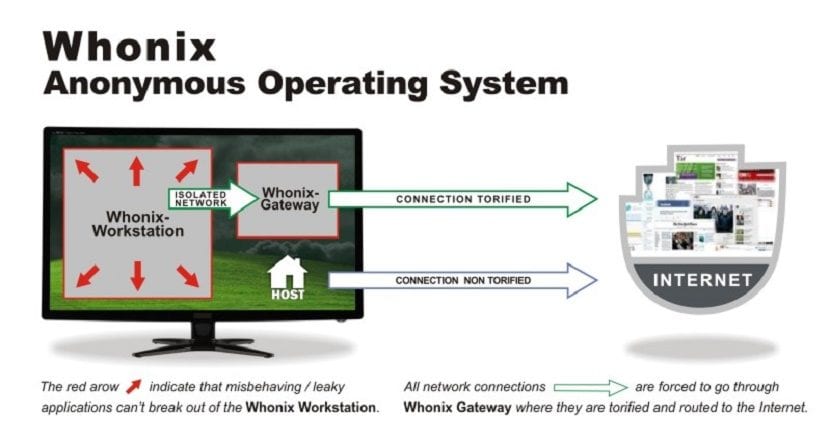 Whonix
Anonymous Operating System
ISOLATED
NETWORK
Whonix-
Workstation
Whonix-
Gateway
CONNECTION TORIFIED
HOST
CONNECTION NON TORIFIED
Tor
INTERNET
The red arow indicate that misbehaving / leaky
applications can't break out of the Whonix Workstation.
All network connections are forced to go through
Whonix Gateway where they are torified and routed to the Internet.